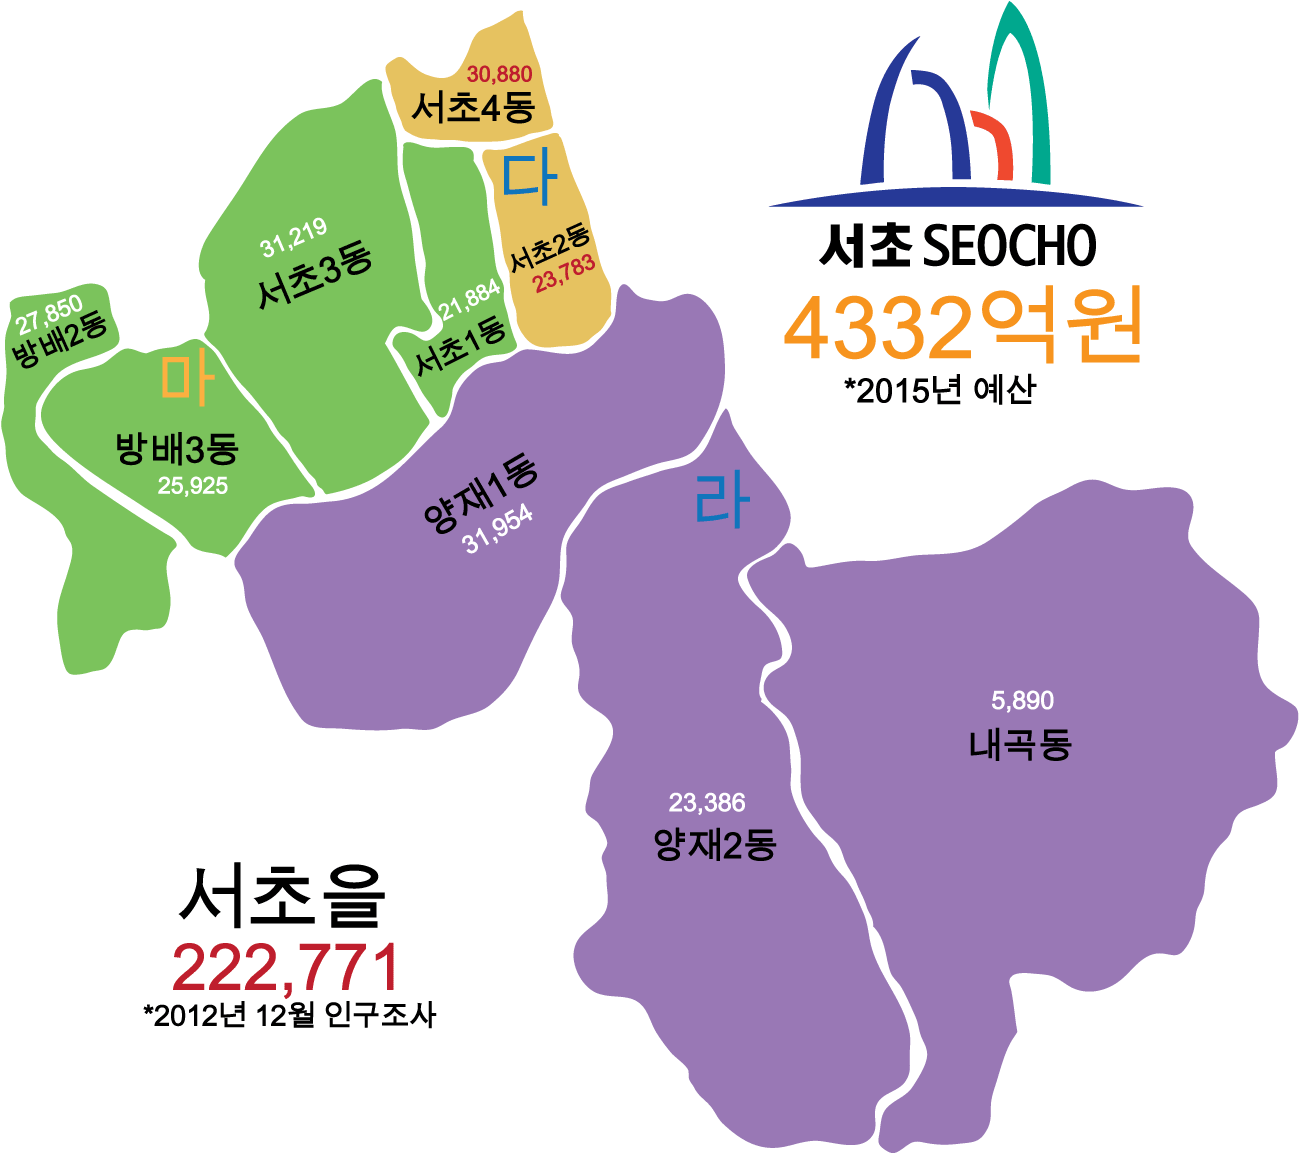 30,880
서초4동
다
서초2동
23,783
31,219
서초3동
21,884
서초1동
27,850
방배2동
마
방배3동
25,925
양재1동
31,954
라
23,386
양재2동
5,890
내곡동
서초 SEOCHO
4332억원
*2015년 예산
서초을
222,771
*2012년 12월 인구조사